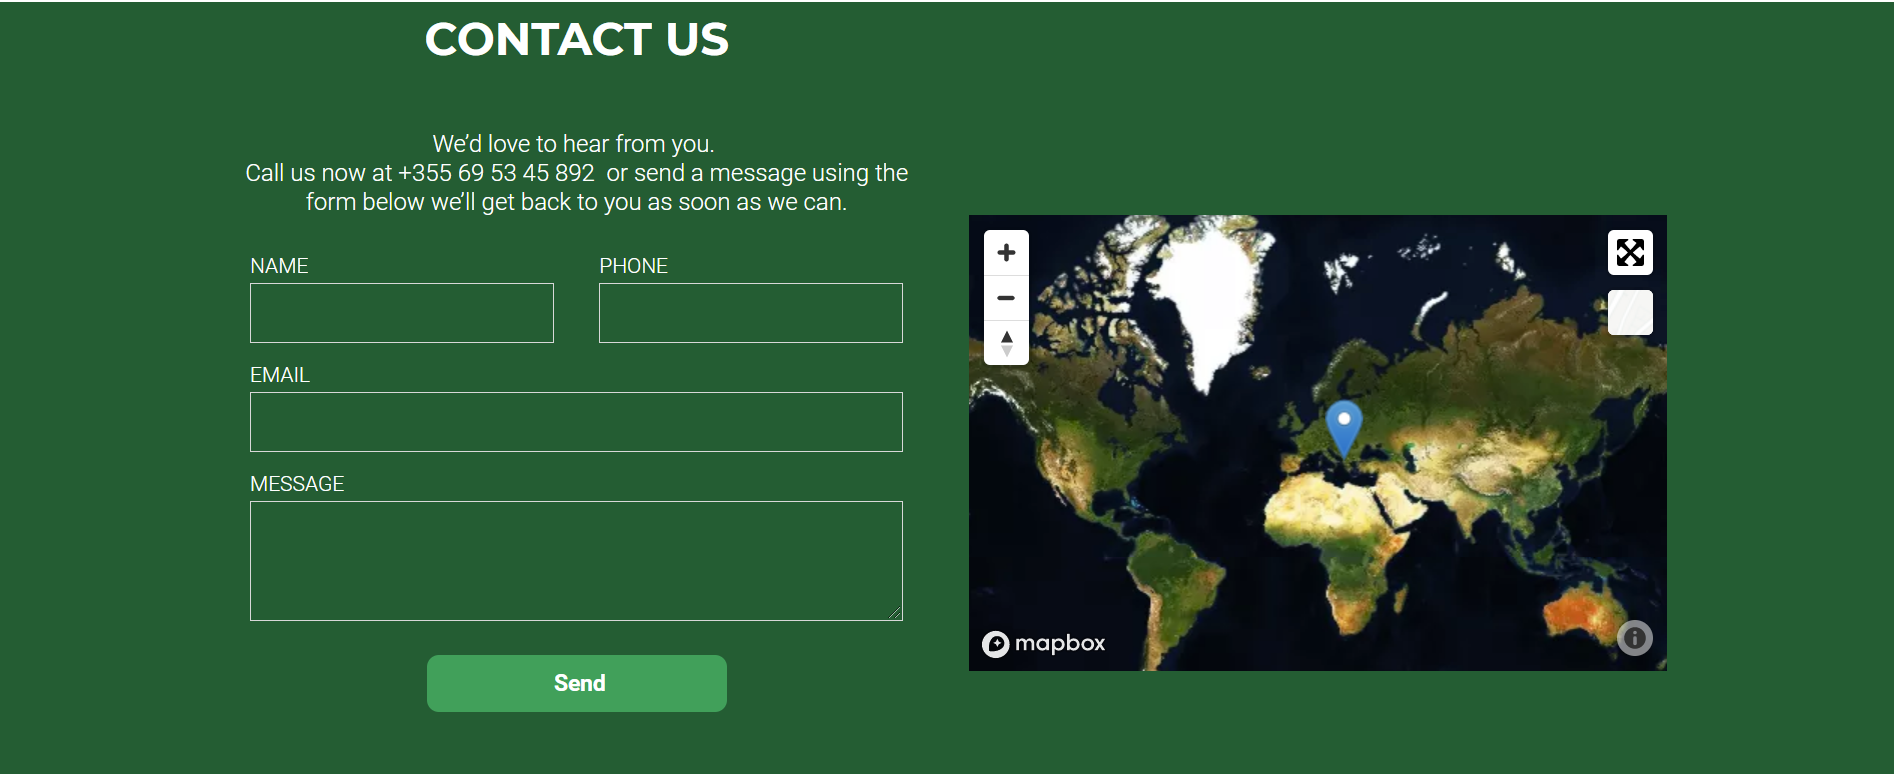 CONTACT US
We’d love to hear from you.
Call us now at +355 69 53 45 892  or send a message using the
form below we’ll get back to you as soon as we can.
NAME
PHONE
EMAIL
MESSAGE
Send
mapbox